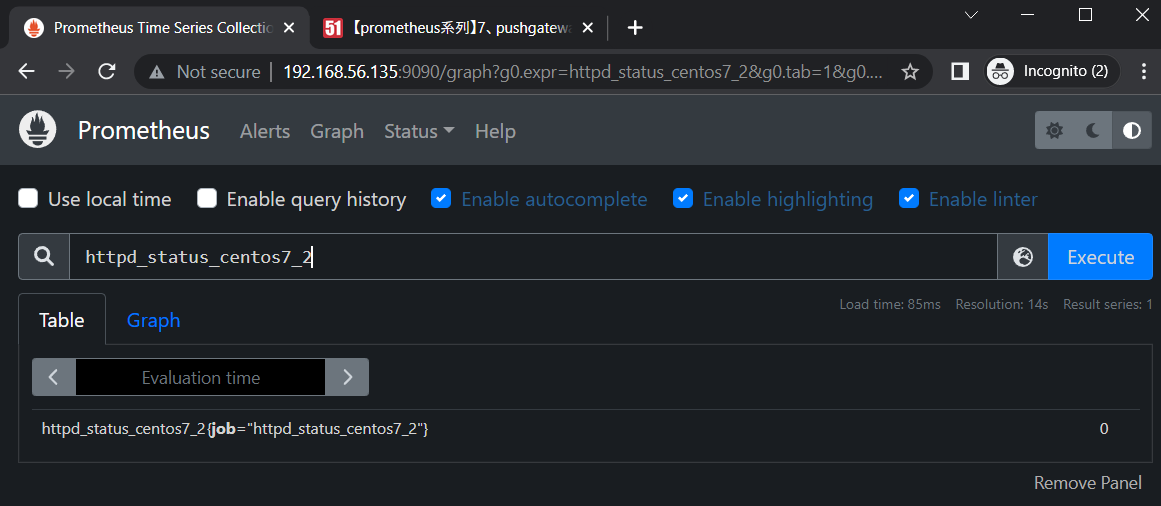 Prometheus Time Series Collectio
51 【prometheus系列】7、pushgatewa
Not secure | 192.168.56.135:9090/graph?g0.expr=httpd_status_centos7_2&g0.tab=1&g0.... Incognito (2)
Prometheus Alerts Graph Status Help
Use local time Enable query history Enable autocomplete Enable highlighting Enable linter
httpd_status_centos7_2 Execute
Load time: 85ms Resolution: 14s Result series: 1
Table Graph
Evaluation time
httpd_status_centos7_2{job="httpd_status_centos7_2"} 0
Remove Panel